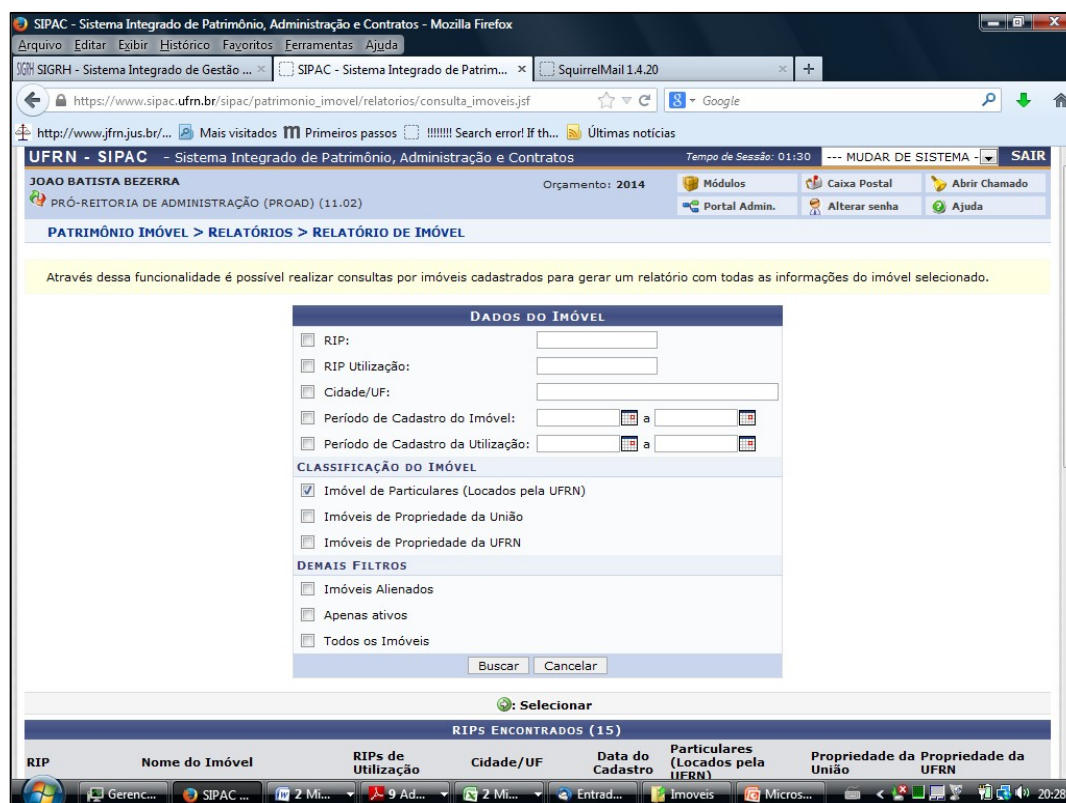 SIPAC - Sistema Integrado de Patrimônio, Administração e Contratos - Mozilla Firefox
Arquivo Editar Exibir Histórico Favoritos Ferramentas Ajuda
SIGRH - Sistema Integrado de Gestão ... × SIPAC - Sistema Integrado de Patrim... × SquirrelMail 1.4.20 × +
https://www.sipac.ufrn.br/sipac/patrimonio_imovel/relatorios/consulta_imoveis.jsf Google
http://www.jfrn.jus.br/... Mais visitados Primeiros passos !!!!!!!! Search error! If th... Últimas notícias
UFRN - SIPAC - Sistema Integrado de Patrimônio, Administração e Contratos Tempo de Sessão: 01:30 --- MUDAR DE SISTEMA - SAIR
JOAO BATISTA BEZERRA Orçamento: 2014 Módulos Caixa Postal Abrir Chamado
PRÓ-REITORIA DE ADMINISTRAÇÃO (PROAD) (11.02) Portal Admin. Alterar senha Ajuda
PATRIMÔNIO IMÓVEL > RELATÓRIOS > RELATÓRIO DE IMÓVEL
Através dessa funcionalidade é possível realizar consultas por imóveis cadastrados para gerar um relatório com todas as informações do imóvel selecionado.
DADOS DO IMÓVEL
RIP:
RIP Utilização:
Cidade/UF:
Período de Cadastro do Imóvel: a
Período de Cadastro da Utilização: a
CLASSIFICAÇÃO DO IMÓVEL
Imóvel de Particulares (Locados pela UFRN)
Imóveis de Propriedade da União
Imóveis de Propriedade da UFRN
DEMAIS FILTROS
Imóveis Alienados
Apenas ativos
Todos os Imóveis
Buscar Cancelar
: Selecionar
RIPS ENCONTRADOS (15)
RIP Nome do Imóvel RIPs de Utilização Cidade/UF Data do Cadastro Particulares (Locados pela UFRN) Propriedade da União Propriedade da UFRN
Gerenc... SIPAC ... 2 Mi... 9 Ad... 2 Mi... Entrad... Imoveis Micros... 20:28